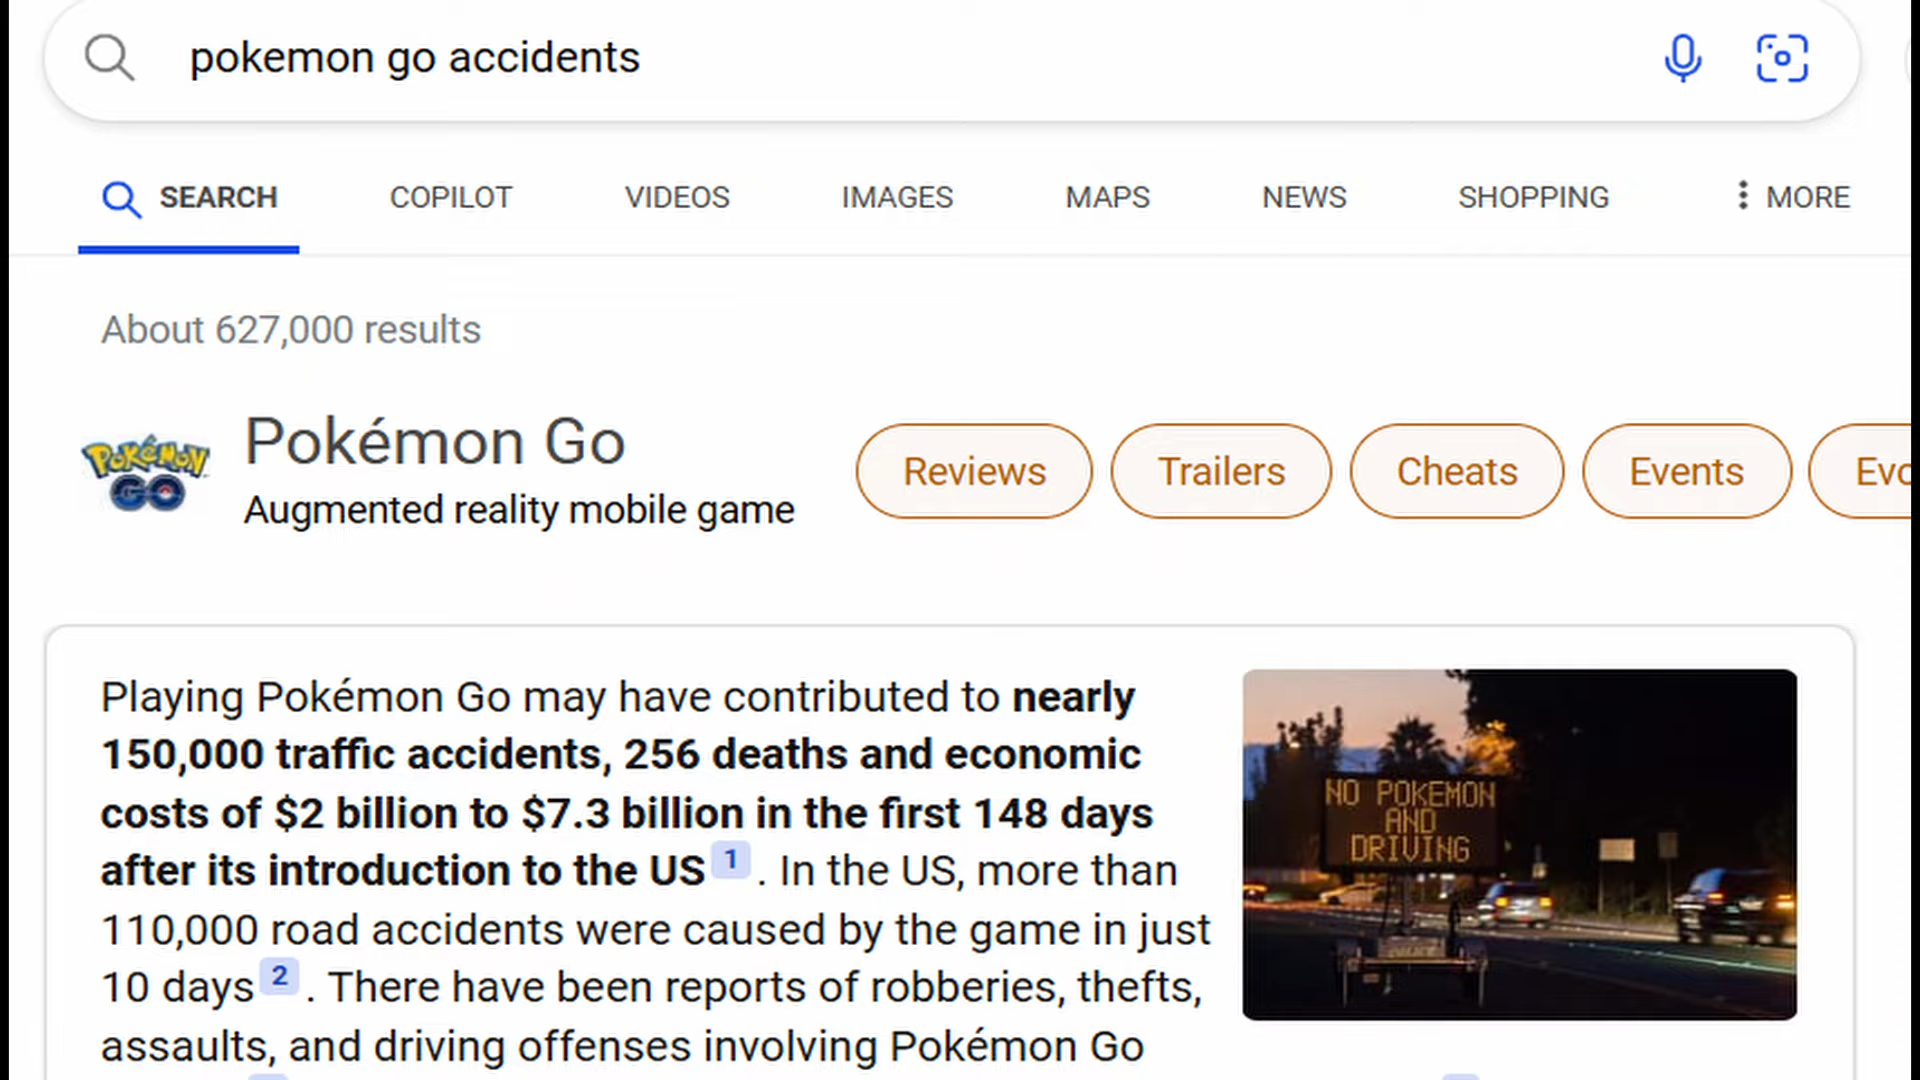 pokemon go accidents
SEARCH COPILOT VIDEOS IMAGES MAPS NEWS SHOPPING MORE
About 627,000 results
POKéMON
GO
Pokémon Go
Augmented reality mobile game
Reviews Trailers Cheats Events Evo
Playing Pokémon Go may have contributed to nearly
150,000 traffic accidents, 256 deaths and economic
costs of $2 billion to $7.3 billion in the first 148 days
after its introduction to the US 1 . In the US, more than
110,000 road accidents were caused by the game in just
10 days 2 . There have been reports of robberies, thefts,
assaults, and driving offenses involving Pokémon Go
NO POKEMON
AND
DRIVING